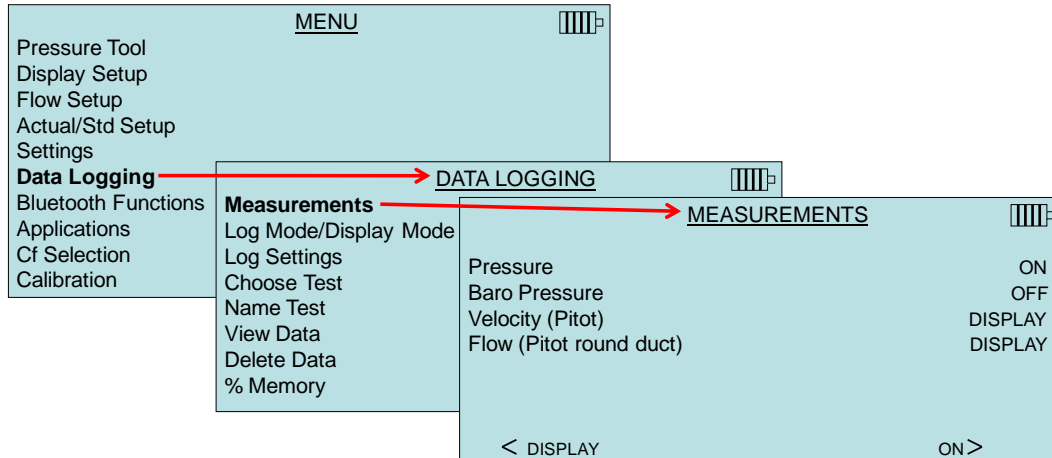 MENU
Pressure Tool
Display Setup
Flow Setup
Actual/Std Setup
Settings
Data Logging
Bluetooth Functions
Applications
Cf Selection
Calibration
DATA LOGGING
Measurements
Log Mode/Display Mode
Log Settings
Choose Test
Name Test
View Data
Delete Data
% Memory
MEASUREMENTS
Pressure ON
Baro Pressure OFF
Velocity (Pitot) DISPLAY
Flow (Pitot round duct) DISPLAY
< DISPLAY ON >